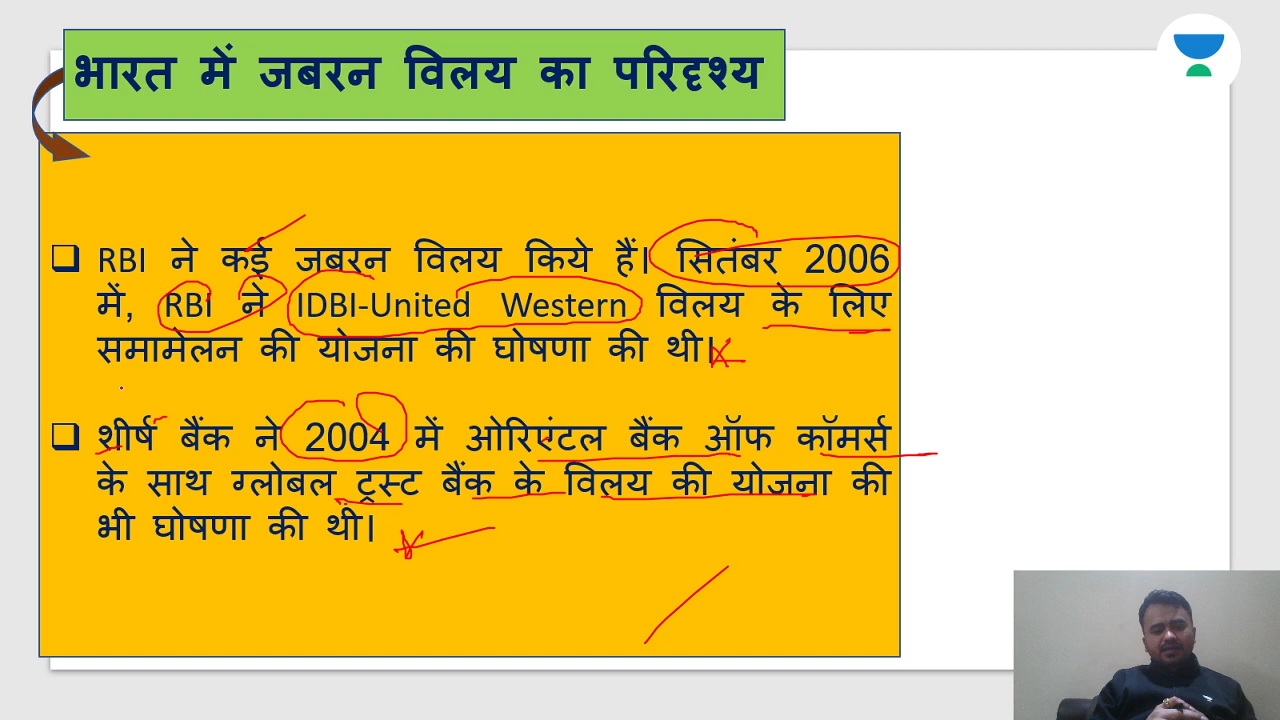 भारत में जबरन विलय का परिदृश्य
RBI ने कई जबरन विलय किये हैं। सितंबर 2006
में, RBI ने IDBI-United Western विलय के लिए
समामेलन की योजना की घोषणा की थी।
शीर्ष बैंक ने 2004 में ओरिएंटल बैंक ऑफ कॉमर्स
के साथ ग्लोबल ट्रस्ट बैंक के विलय की योजना की
भी घोषणा की थी।